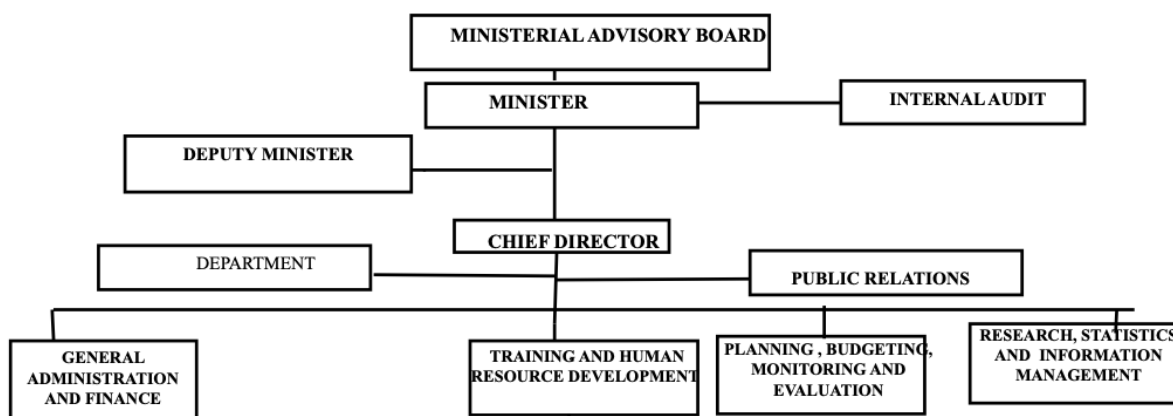 MINISTERIAL ADVISORY BOARD
MINISTER
INTERNAL AUDIT
DEPUTY MINISTER
CHIEF DIRECTOR
DEPARTMENT
PUBLIC RELATIONS
GENERAL
ADMINISTRATION
AND FINANCE
TRAINING AND HUMAN
RESOURCE DEVELOPMENT
PLANNING , BUDGETING,
MONITORING AND
EVALUATION
RESEARCH, STATISTICS
AND INFORMATION
MANAGEMENT